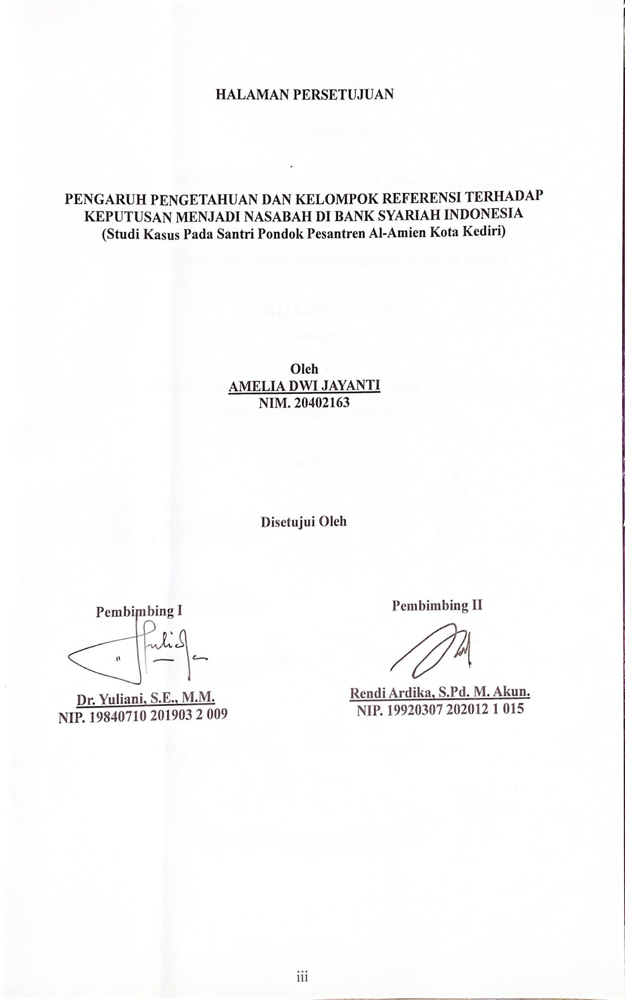 HALAMAN PERSETUJUAN
PENGARUH PENGETAHUAN DAN KELOMPOK REFERENSI TERHADAP
KEPUTUSAN MENJADI NASABAH DI BANK SYARIAH INDONESIA
(Studi Kasus Pada Santri Pondok Pesantren Al-Amien Kota Kediri)
Oleh
AMELIA DWI JAYANTI
NIM. 20402163
Disetujui Oleh
Pembimbing I
Dr. Yuliani, S.E., M.M.
NIP. 19840710 201903 2 009
Pembimbing II
Rendi Ardika, S.Pd. M. Akun.
NIP. 19920307 202012 1 015
iii